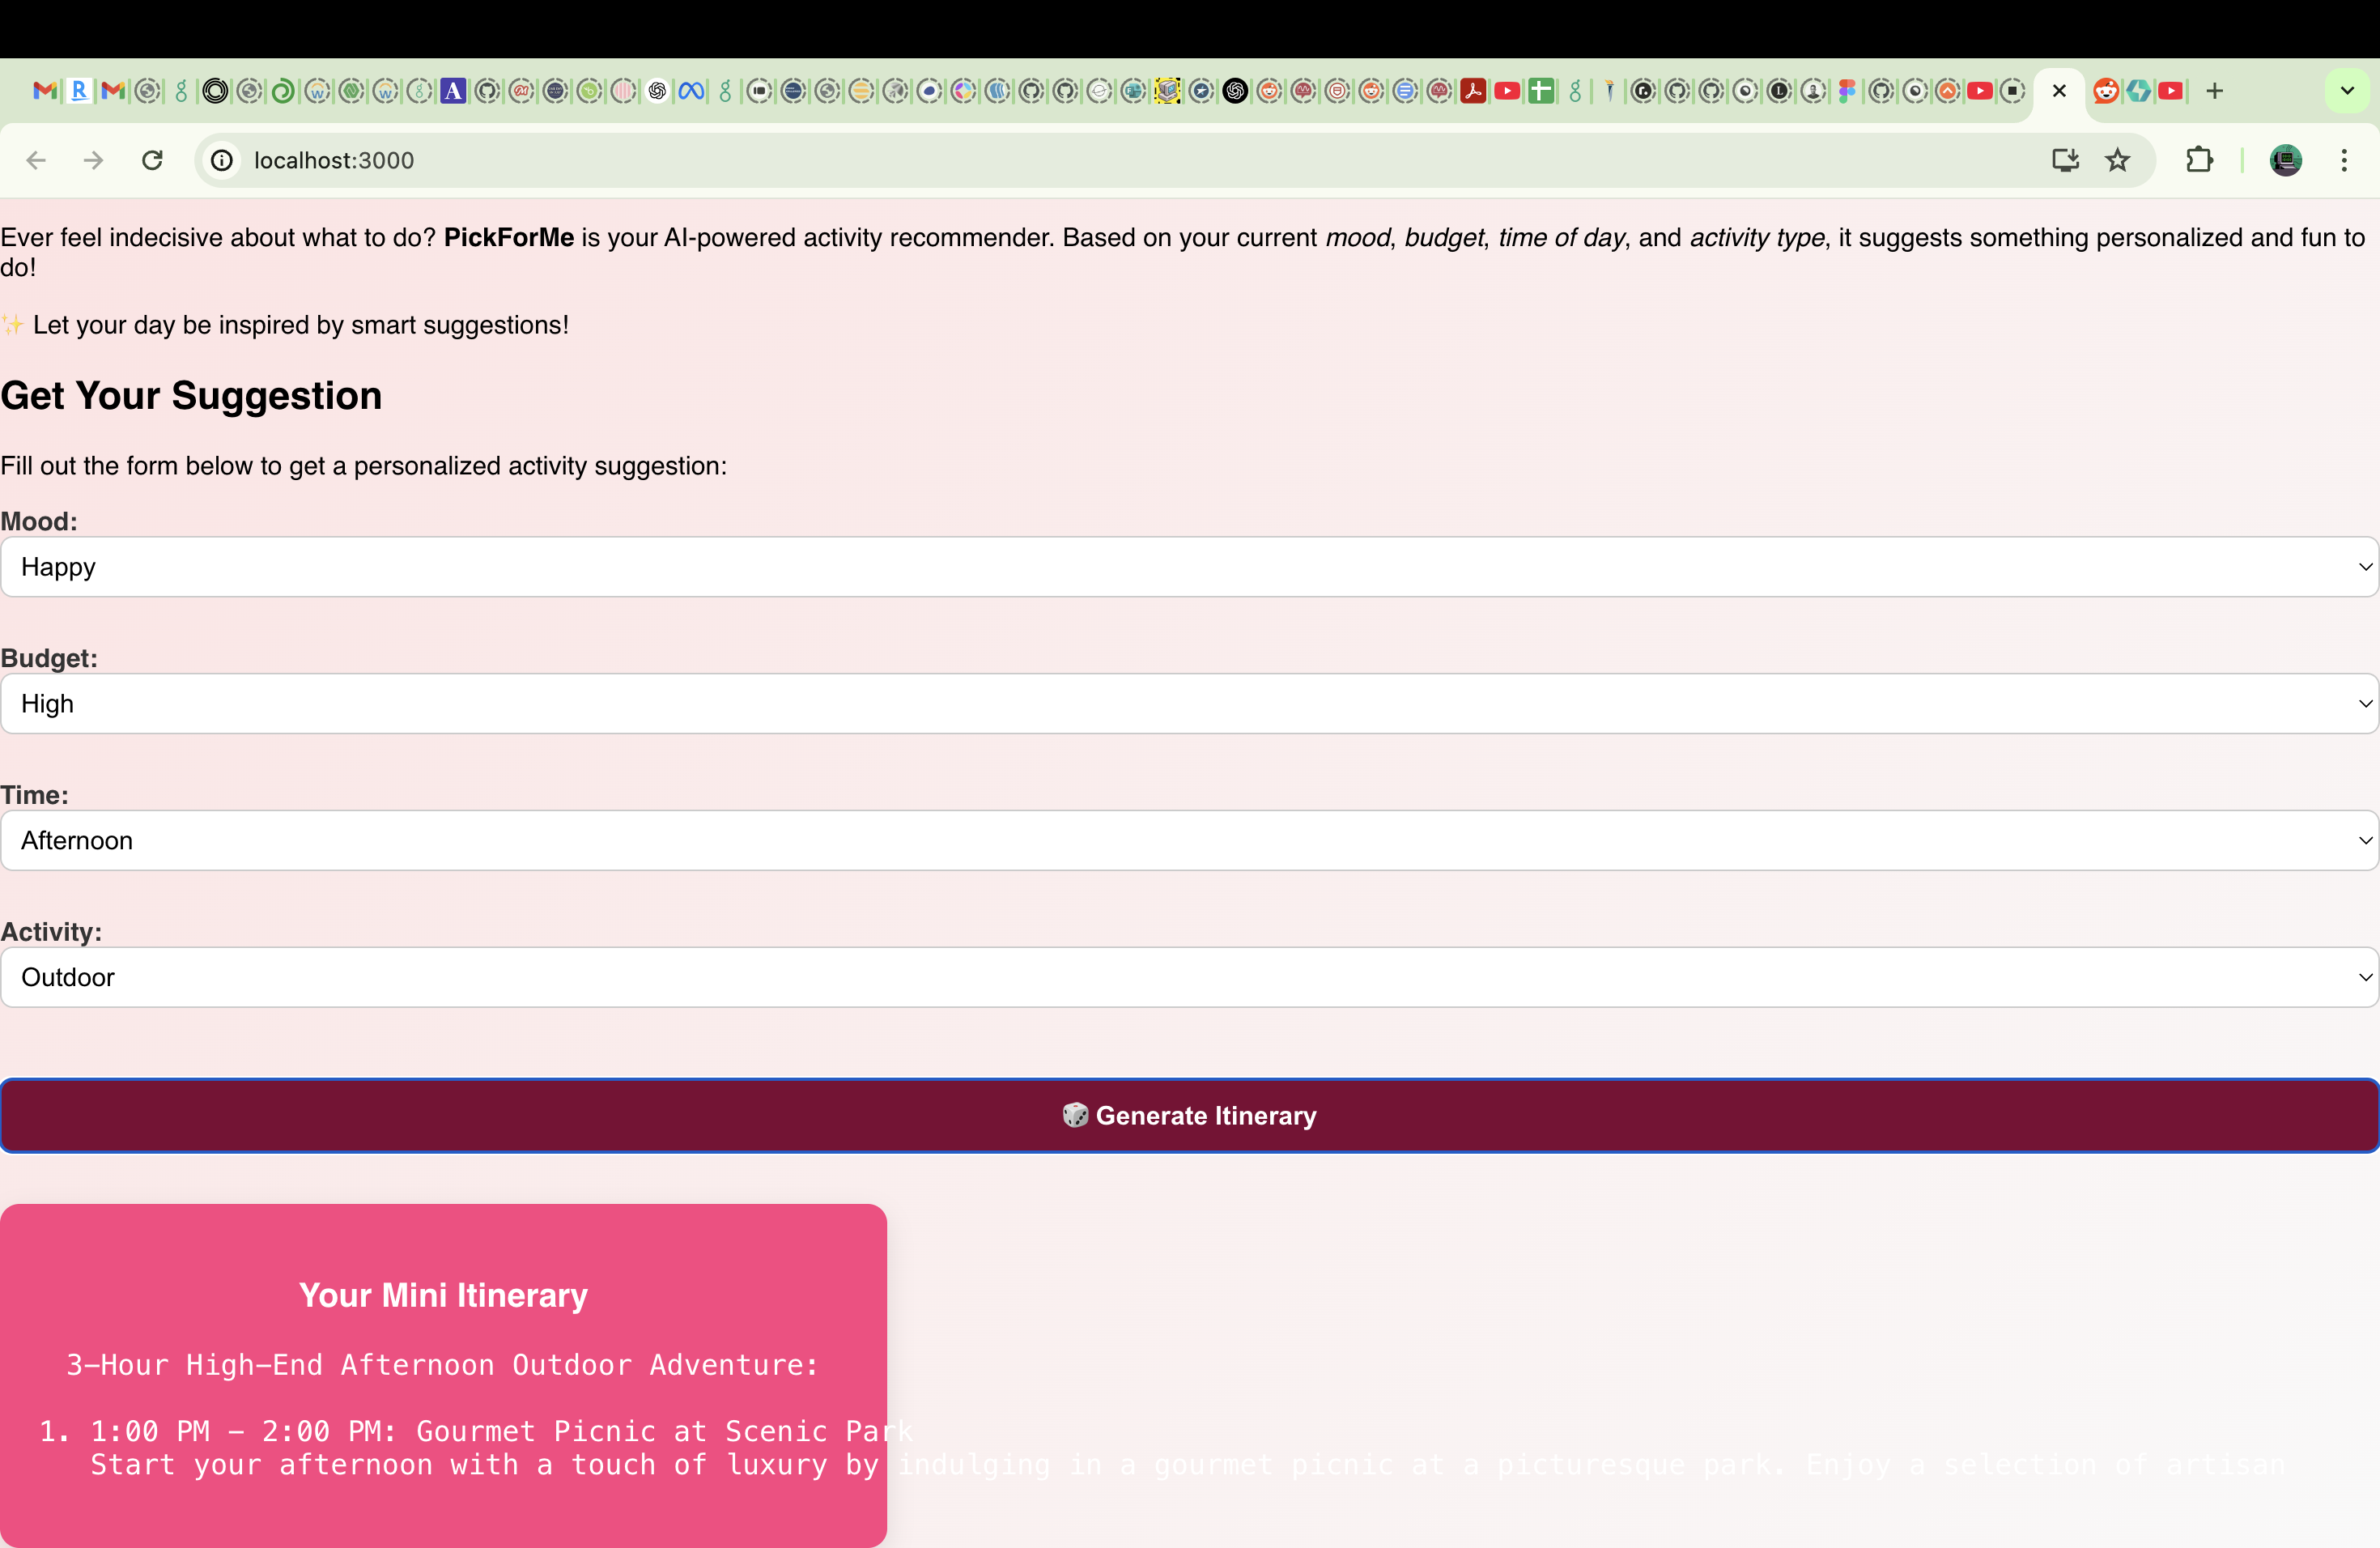 localhost:3000
Ever feel indecisive about what to do? PickForMe is your AI-powered activity recommender. Based on your current mood, budget, time of day, and activity type, it suggests something personalized and fun to
do!
✨ Let your day be inspired by smart suggestions!
Get Your Suggestion
Fill out the form below to get a personalized activity suggestion:
Mood:
Happy
Budget:
High
Time:
Afternoon
Activity:
Outdoor
🎲 Generate Itinerary
Your Mini Itinerary
3-Hour High-End Afternoon Outdoor Adventure:
1. 1:00 PM - 2:00 PM: Gourmet Picnic at Scenic Park
Start your afternoon with a touch of luxury by indulging in a gourmet picnic at a picturesque park. Enjoy a selection of artisan